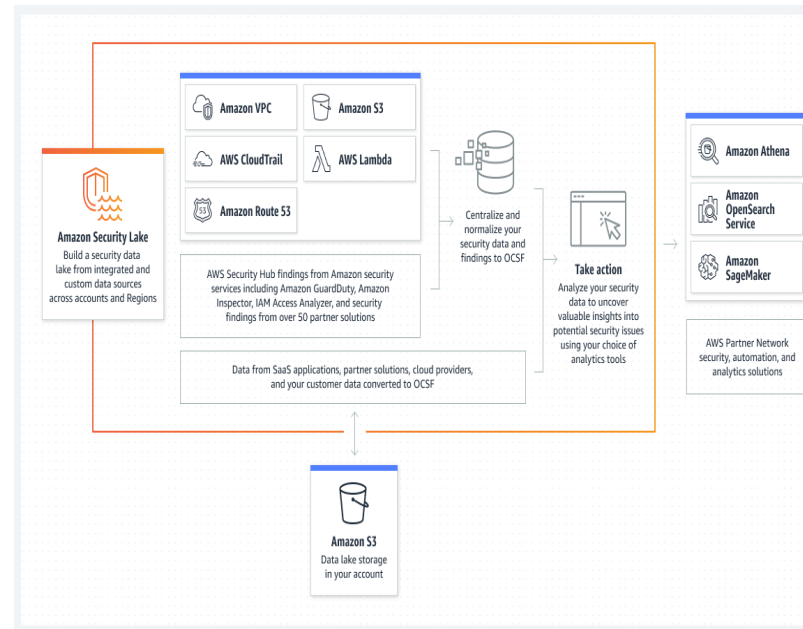 Amazon VPC
Amazon S3
AWS CloudTrail
AWS Lambda
53
Amazon Route 53
Amazon Security Lake
Build a security data
lake from integrated and
custom data sources
across accounts and Regions
AWS Security Hub findings from Amazon security
services including Amazon GuardDuty, Amazon
Inspector, IAM Access Analyzer, and security
findings from over 50 partner solutions
Data from SaaS applications, partner solutions, cloud providers,
and your customer data converted to OCSF
Centralize and
normalize your
security data and
findings to OCSF
Take action
Analyze your security
data to uncover
valuable insights into
potential security issues
using your choice of
analytics tools
Amazon Athena
Amazon
OpenSearch
Service
Amazon
SageMaker
AWS Partner Network
security, automation, and
analytics solutions
Amazon S3
Data lake storage
in your account